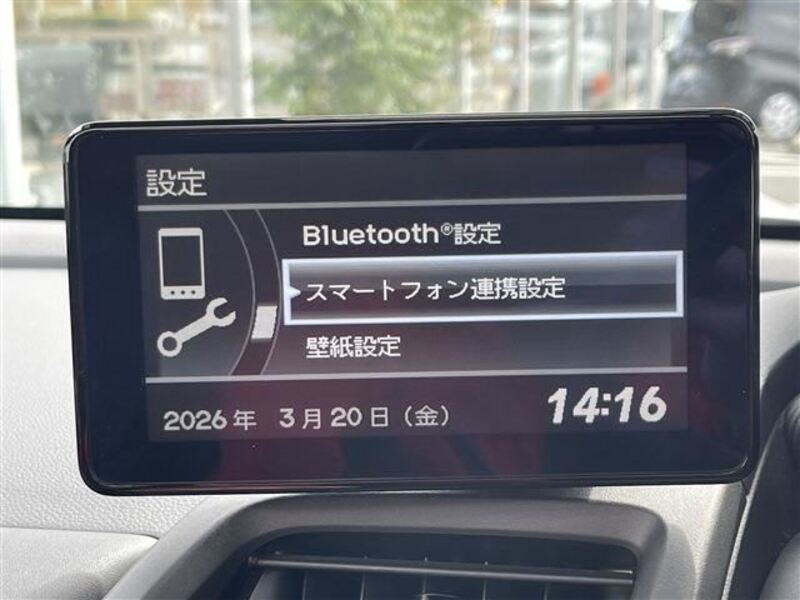 設定
Bluetooth®設定
スマートフォン連携設定
壁紙設定
2026年 3月20日（金） 14:16